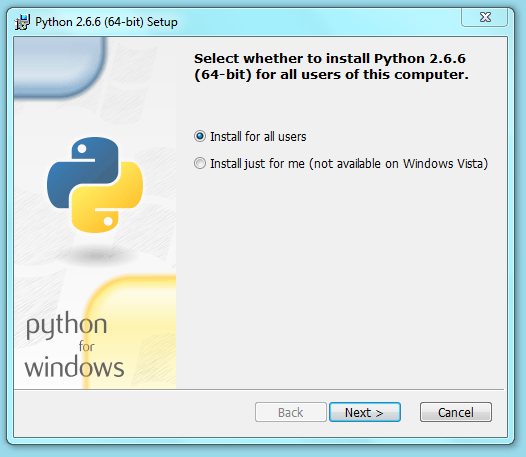 Python 2.6.6 (64-bit) Setup
Select whether to install Python 2.6.6
(64-bit) for all users of this computer.
Install for all users
Install just for me (not available on Windows Vista)
python
for
windows
Back
Next >
Cancel